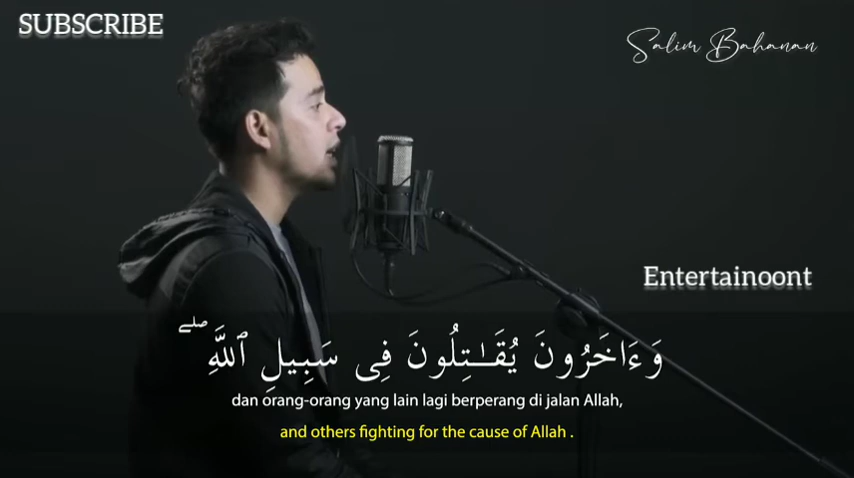 SUBSCRIBE
Salim Bahanan
Entertainoont
وَءَاخَرُونَ يُقَـٰتِلُونَ فِى سَبِيلِ ٱللَّهِ ۖ
dan orang-orang yang lain lagi berperang di jalan Allah,
and others fighting for the cause of Allah .